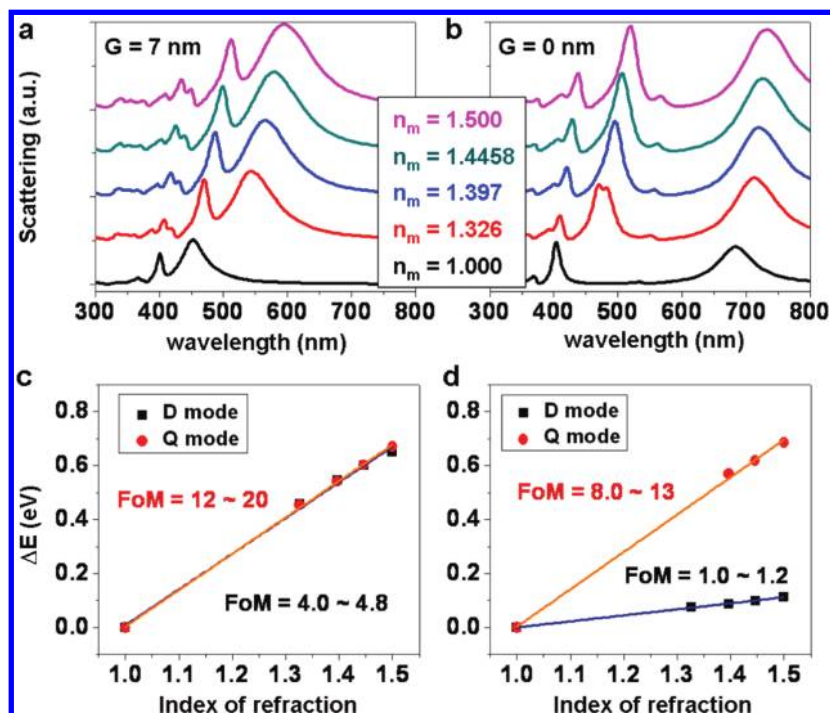 a
G = 7 nm
b
G = 0 nm
Scattering (a.u.)
n_m = 1.500
n_m = 1.4458
n_m = 1.397
n_m = 1.326
n_m = 1.000
300 400 500 600 700 800
300 400 500 600 700 800
wavelength (nm)
wavelength (nm)
c
D mode
Q mode
FoM = 12 ~ 20
FoM = 4.0 ~ 4.8
ΔE (eV)
0.8
0.6
0.4
0.2
0.0
1.0 1.1 1.2 1.3 1.4 1.5
Index of refraction
d
D mode
Q mode
FoM = 8.0 ~ 13
FoM = 1.0 ~ 1.2
0.8
0.6
0.4
0.2
0.0
1.0 1.1 1.2 1.3 1.4 1.5
Index of refraction